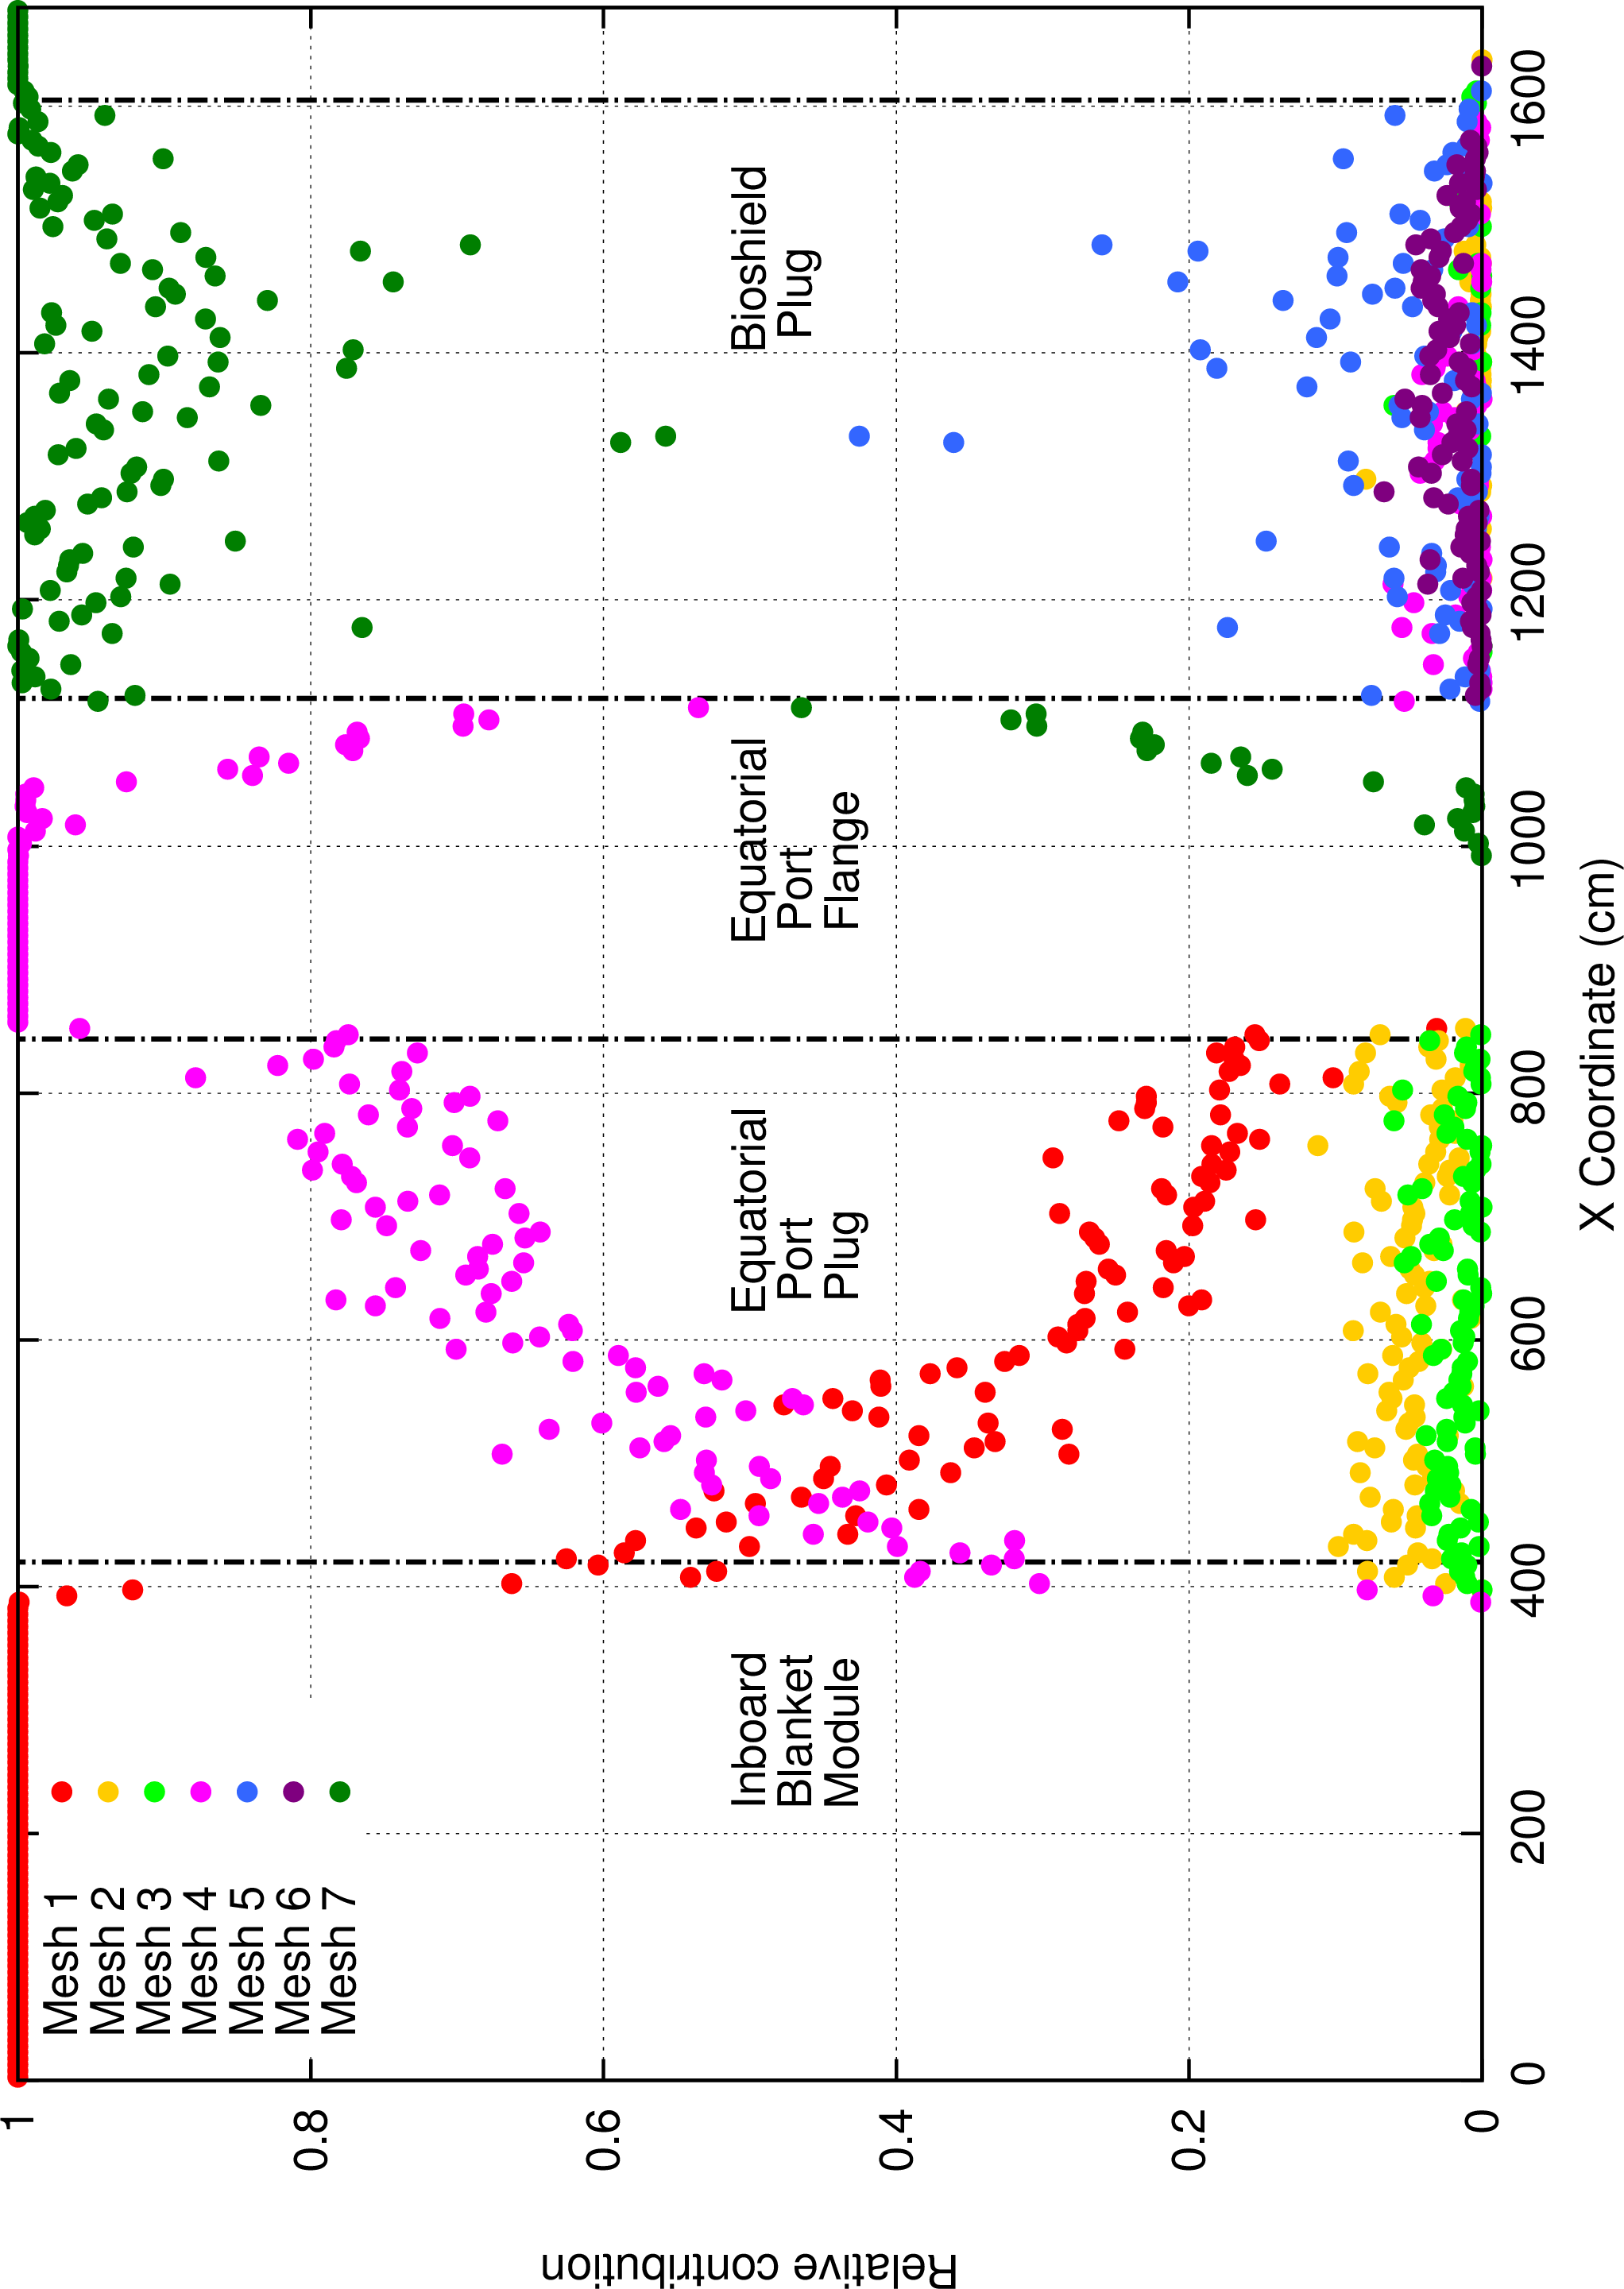 Relative contribution
1
0.8
0.6
0.4
0.2
0
0
200
400
600
800
1000
1200
1400
1600
X Coordinate (cm)
Mesh 1
Mesh 2
Mesh 3
Mesh 4
Mesh 5
Mesh 6
Mesh 7
Inboard
Blanket
Module
Equatorial
Port
Plug
Equatorial
Port
Flange
Bioshield
Plug